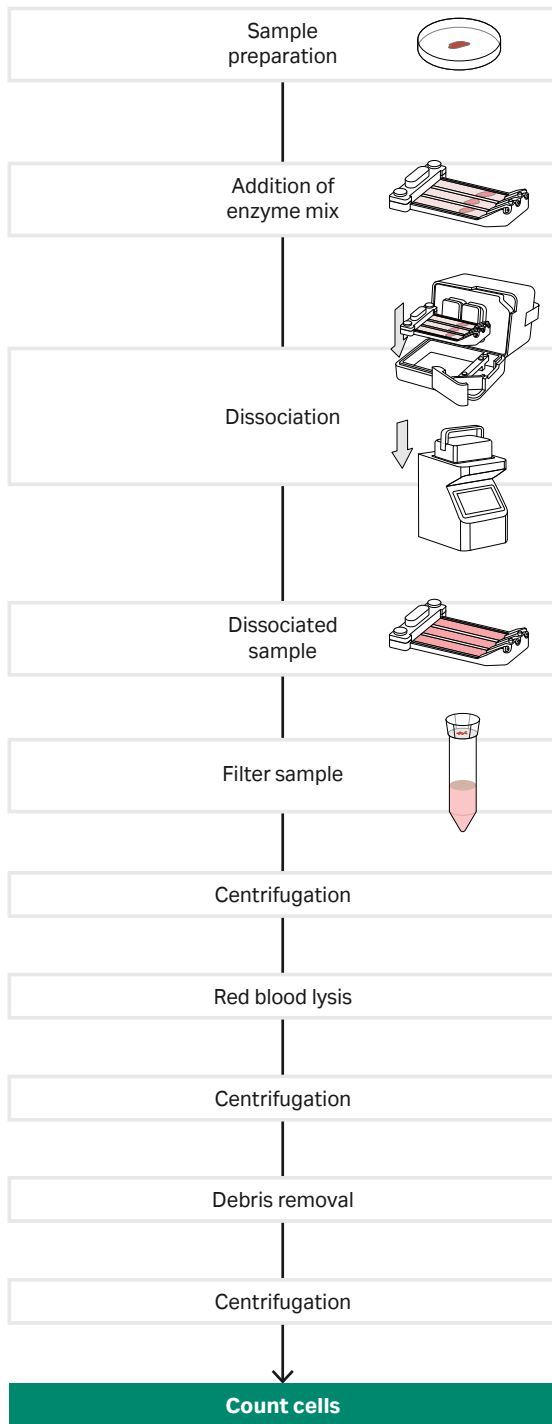 Sample
preparation
Addition of
enzyme mix
Dissociation
Dissociated
sample
Filter sample
Centrifugation
Red blood lysis
Centrifugation
Debris removal
Centrifugation
Count cells